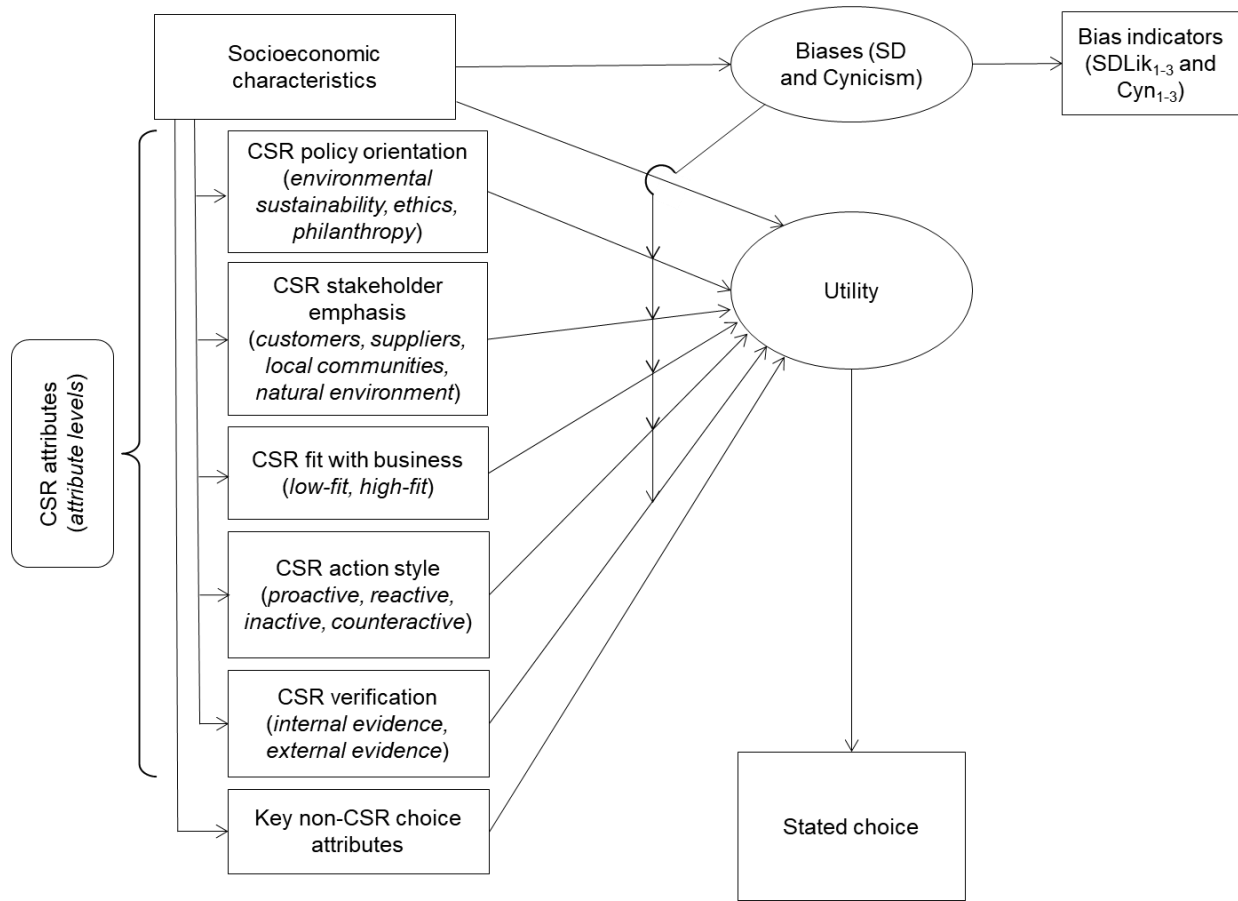 Socioeconomic
characteristics
Biases (SD
and Cynicism)
Bias indicators
(SDLik1-3 and
Cyn1-3)
CSR attributes
(attribute levels)
CSR policy orientation
(environmental
sustainability, ethics,
philanthropy)
CSR stakeholder
emphasis
(customers, suppliers,
local communities,
natural environment)
CSR fit with business
(low-fit, high-fit)
CSR action style
(proactive, reactive,
inactive, counteractive)
CSR verification
(internal evidence,
external evidence)
Key non-CSR choice
attributes
Utility
Stated choice